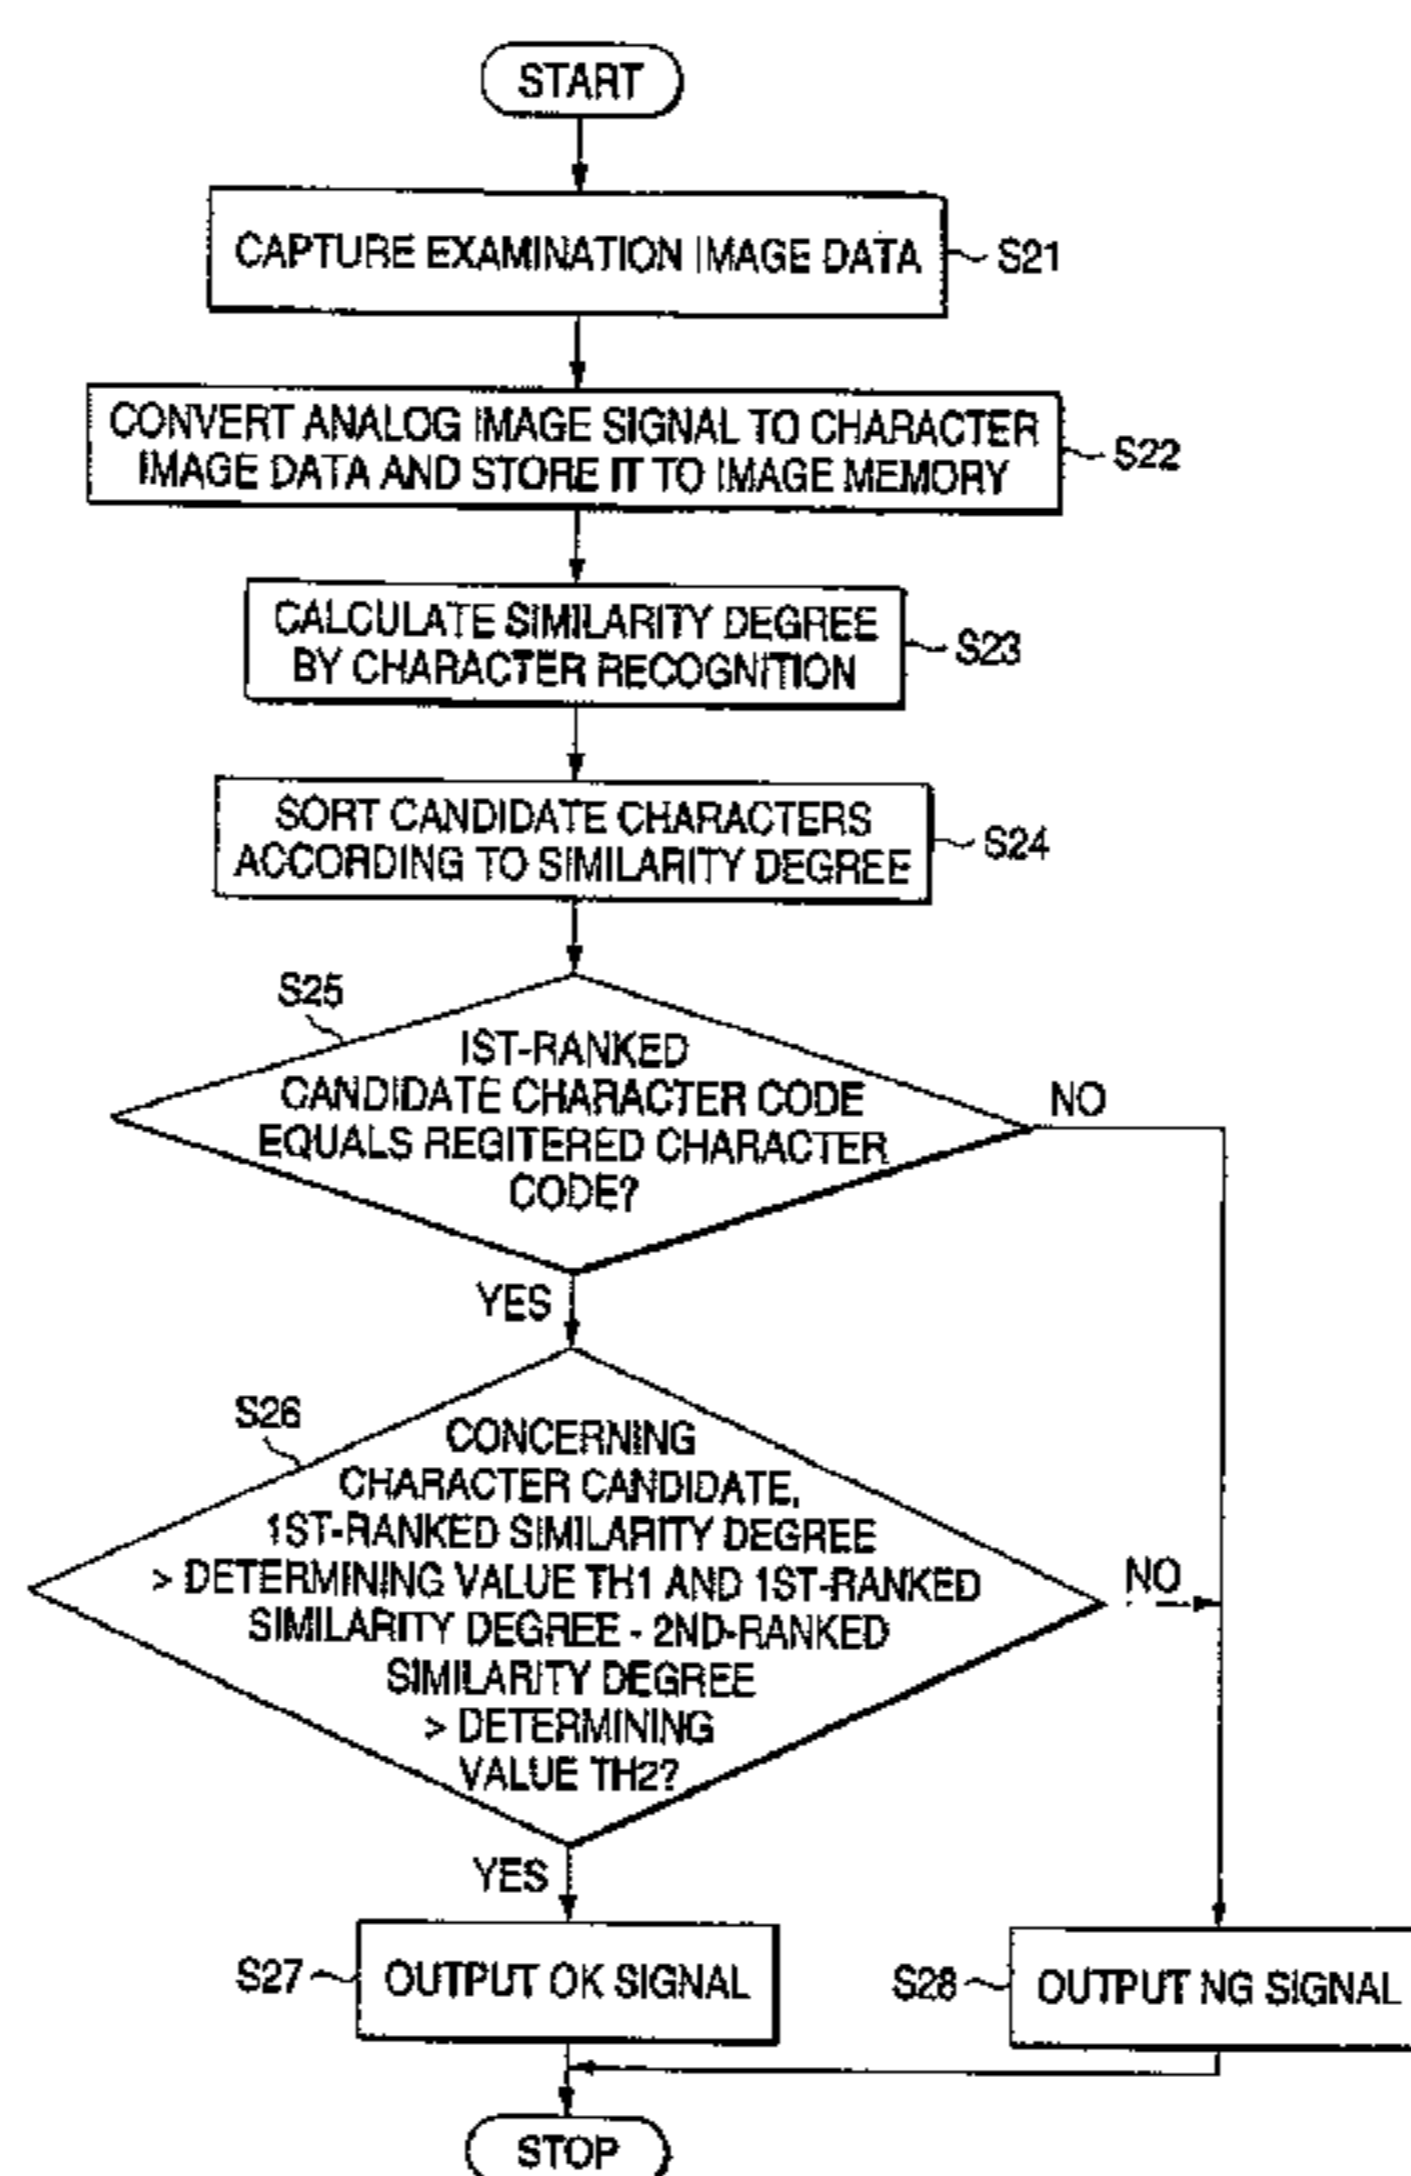 START
CAPTURE EXAMINATION IMAGE DATA
S21
CONVERT ANALOG IMAGE SIGNAL TO CHARACTER
IMAGE DATA AND STORE IT TO IMAGE MEMORY
S22
CALCULATE SIMILARITY DEGREE
BY CHARACTER RECOGNITION
S23
SORT CANDIDATE CHARACTERS
ACCORDING TO SIMILARITY DEGREE
S24
S25
IST-RANKED
CANDIDATE CHARACTER CODE
EQUALS REGITERED CHARACTER
CODE?
NO
YES
S26
CONCERNING
CHARACTER CANDIDATE,
1ST-RANKED SIMILARITY DEGREE
> DETERMINING VALUE TH1 AND 1ST-RANKED
SIMILARITY DEGREE - 2ND-RANKED
SIMILARITY DEGREE
> DETERMINING
VALUE TH2?
NO
YES
S27
OUTPUT OK SIGNAL
S28
OUTPUT NG SIGNAL
STOP